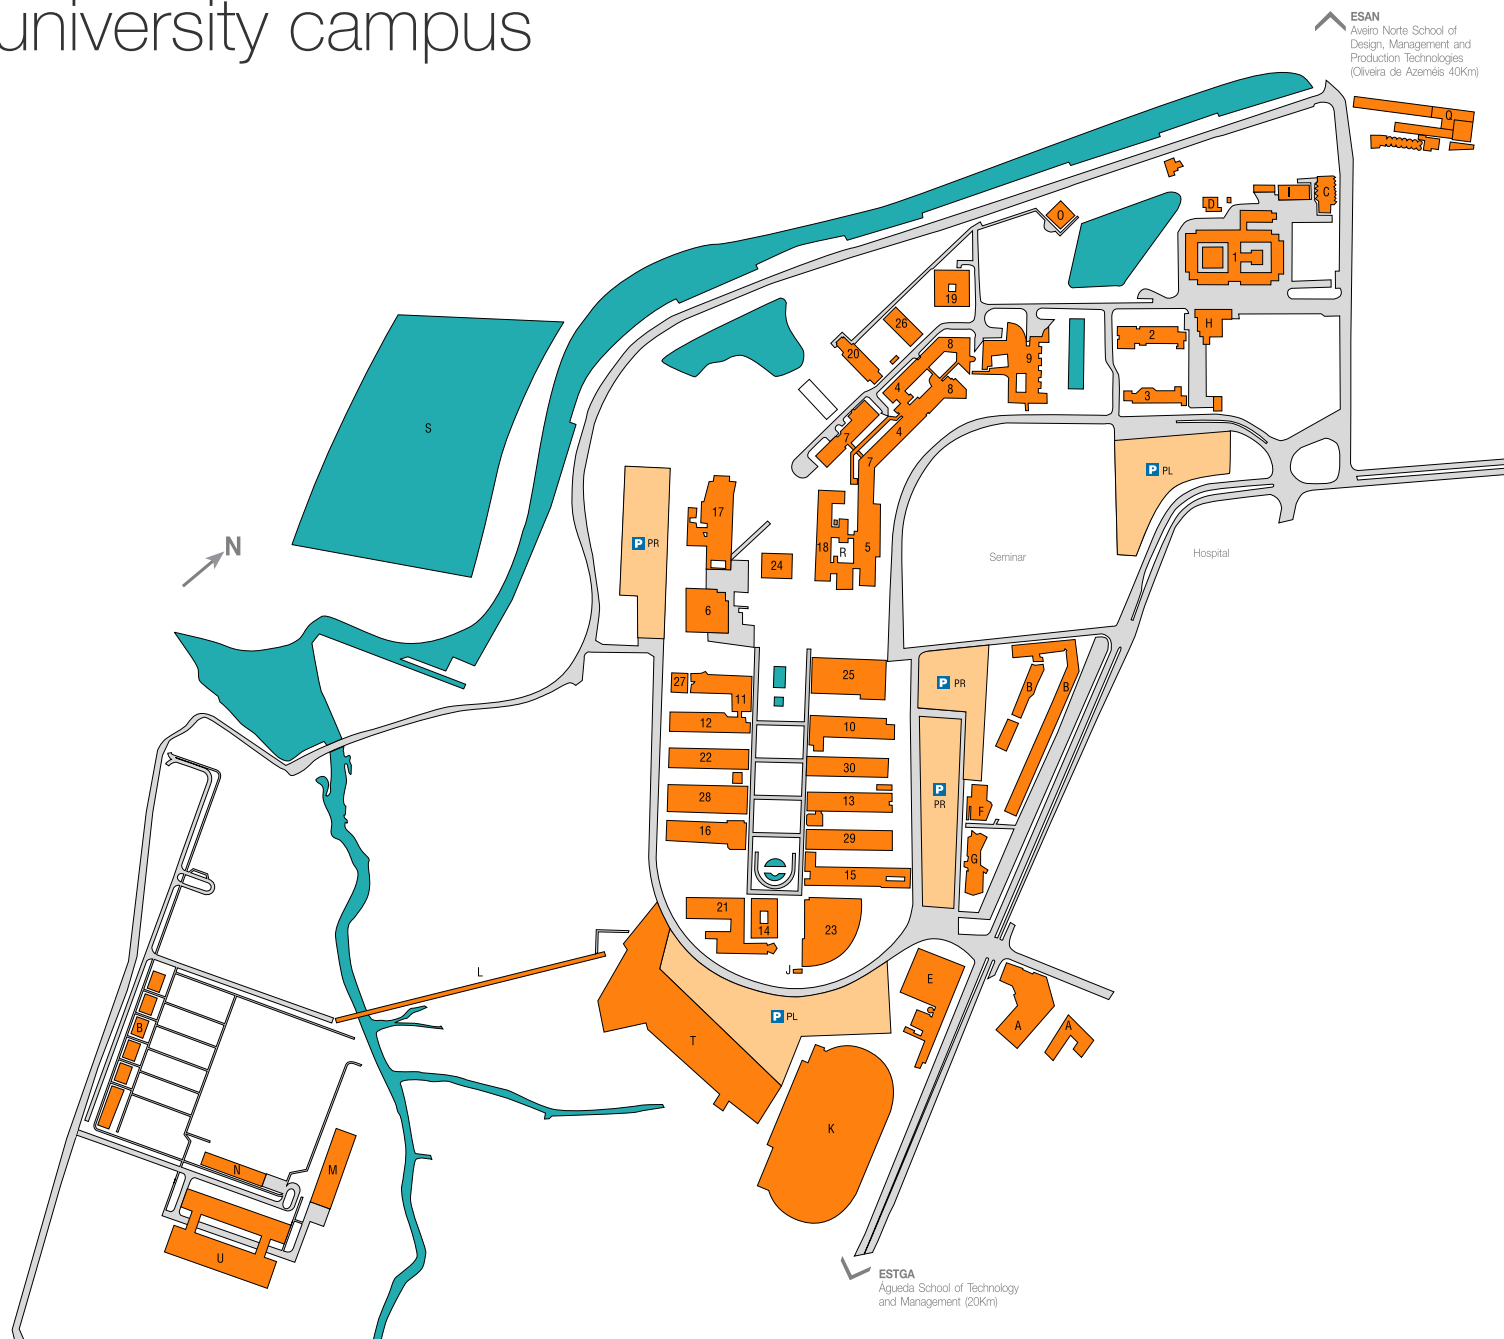 university campus
ESAN
Aveiro Norte School of
Design, Management and
Production Technologies
(Oliveira de Azeméis 40Km)
Q
C
I
D
O
1
19
H
26
2
20
8
9
4
8
3
S
7
4
7
P PL
17
N
P PR
18
R
5
Seminar
Hospital
24
6
25
27
P PR
B
B
11
12
10
22
30
28
13
P
PR
F
16
29
G
15
21
14
23
J
L
E
P PL
A
A
B
T
K
N
M
U
ESTGA
Águeda School of Technology
and Management (20Km)